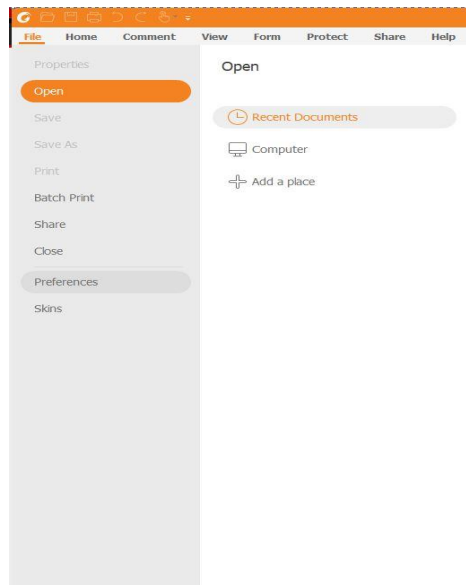 File Home Comment View Form Protect Share Help
Properties
Open
Save
Save As
Print
Batch Print
Share
Close
Preferences
Skins
Open
Recent Documents
Computer
Add a place